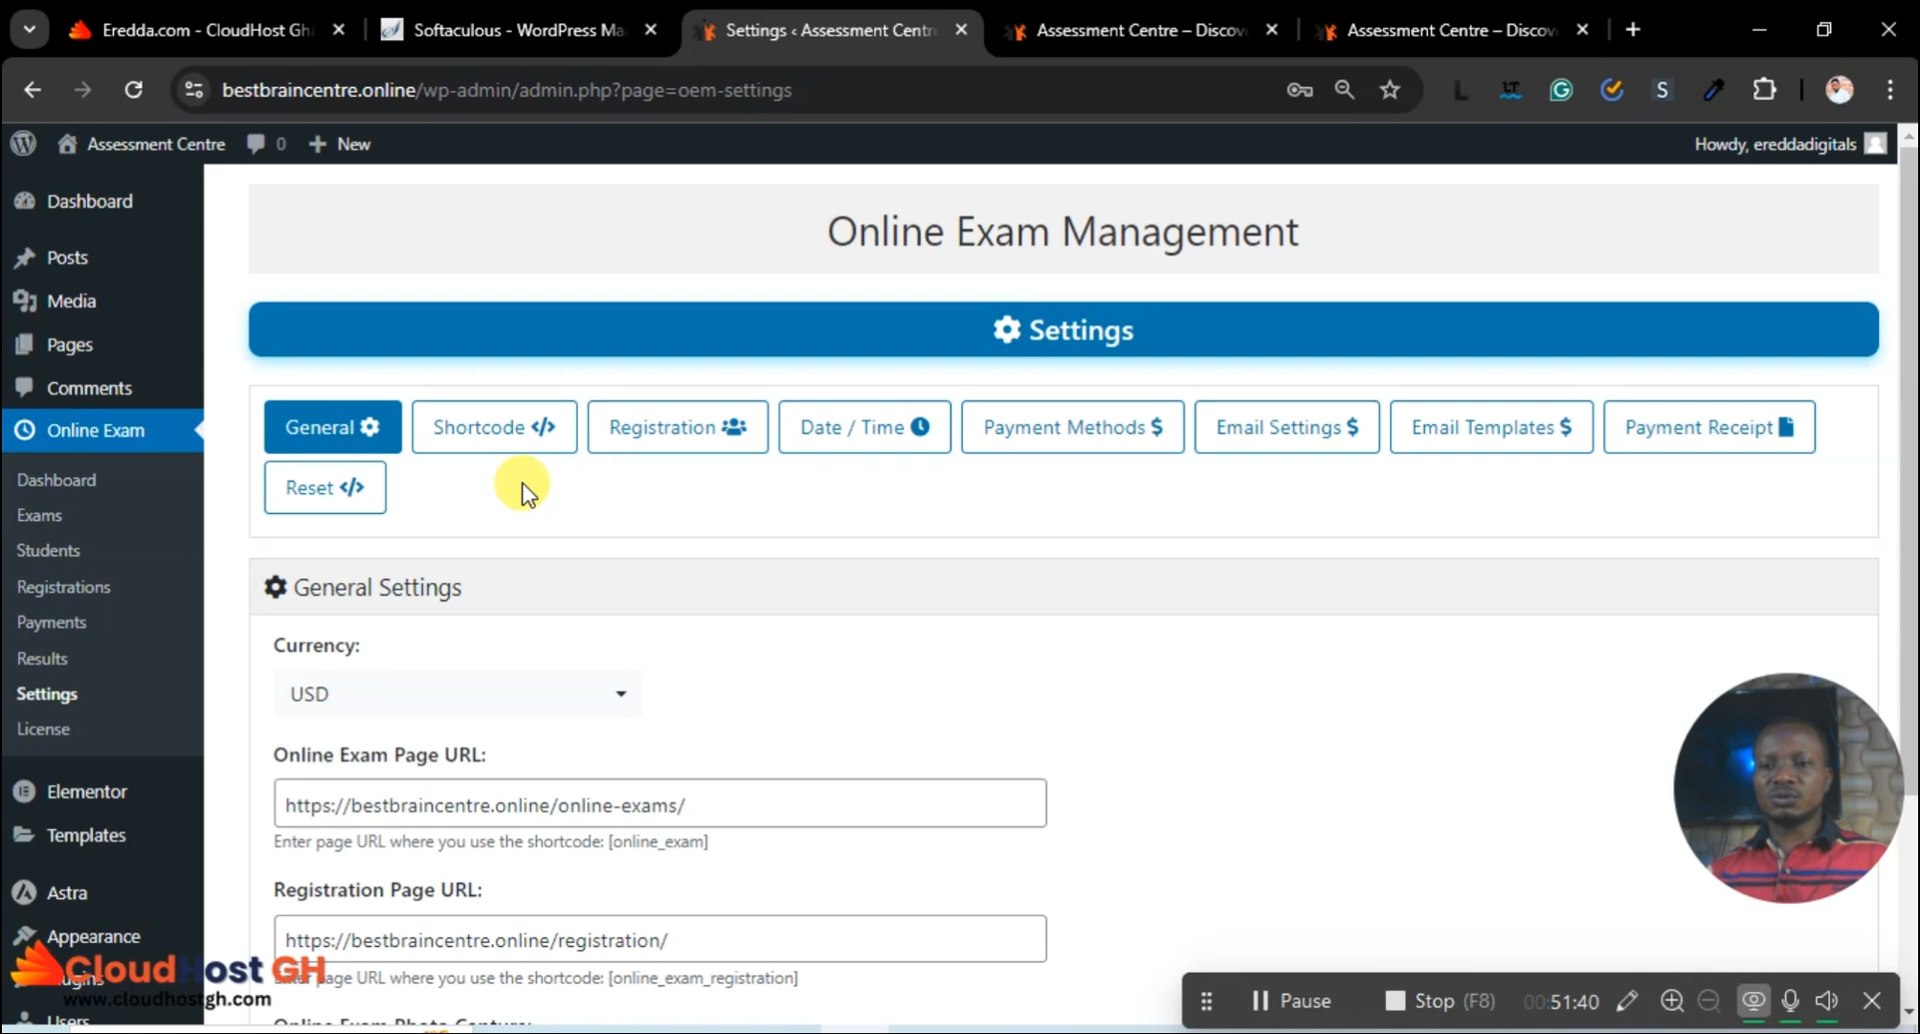 Eredda.com - CloudHost Gh
Softaculous - WordPress Ma
Settings ‹ Assessment Centr
Assessment Centre – Discov
Assessment Centre – Discov
bestbraincentre.online/wp-admin/admin.php?page=oem-settings
Assessment Centre
0
New
Howdy, ereddadigitals
Dashboard
Posts
Media
Pages
Comments
Online Exam
Dashboard
Exams
Students
Registrations
Payments
Results
Settings
License
Elementor
Templates
Astra
Appearance
Users
CloudHost GH
www.cloudhostgh.com
Online Exam Management
Settings
General
Shortcode </>
Registration
Date / Time
Payment Methods $
Email Settings $
Email Templates $
Payment Receipt
Reset </>
General Settings
Currency:
USD
Online Exam Page URL:
https://bestbraincentre.online/online-exams/
Enter page URL where you use the shortcode: [online_exam]
Registration Page URL:
https://bestbraincentre.online/registration/
page URL where you use the shortcode: [online_exam_registration]
Online Exam Photo Capture:
Pause
Stop (F8)
00:51:40